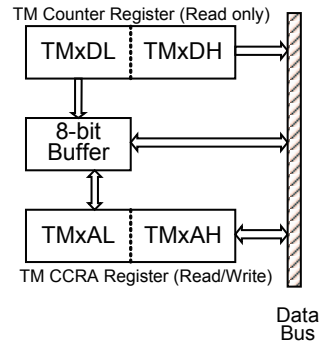 TM Counter Register (Read only)
TMxDL TMxDH
8-bit
Buffer
TMxAL TMxAH
TM CCRA Register (Read/Write)
Data
Bus